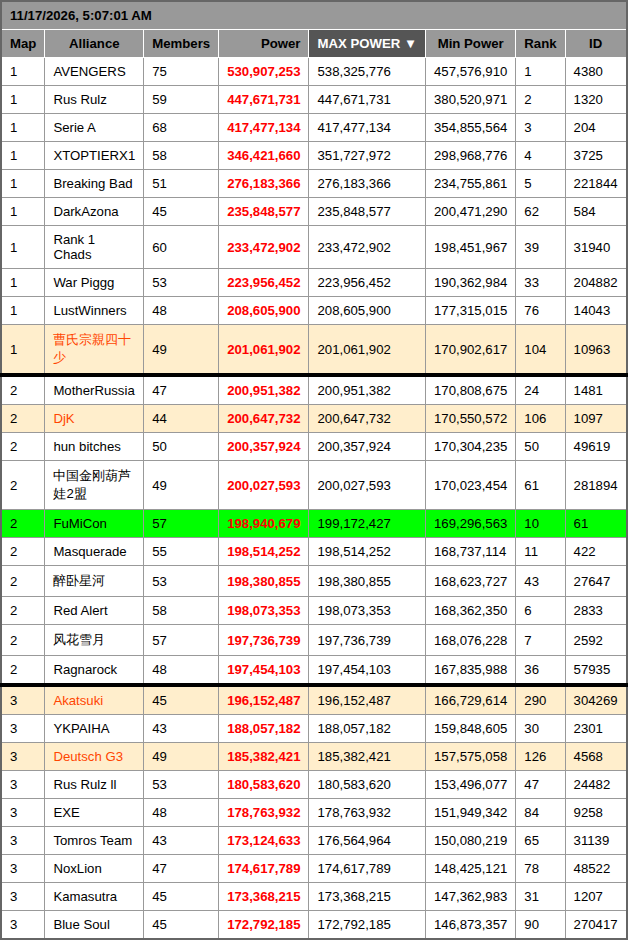 11/17/2026, 5:07:01 AM
Map Alliance Members Power MAX POWER ▼ Min Power Rank ID
1 AVENGERS 75 530,907,253 538,325,776 457,576,910 1 4380
1 Rus Rulz 59 447,671,731 447,671,731 380,520,971 2 1320
1 Serie A 68 417,477,134 417,477,134 354,855,564 3 204
1 XTOPTIERX1 58 346,421,660 351,727,972 298,968,776 4 3725
1 Breaking Bad 51 276,183,366 276,183,366 234,755,861 5 221844
1 DarkAzona 45 235,848,577 235,848,577 200,471,290 62 584
1 Rank 1 Chads 60 233,472,902 233,472,902 198,451,967 39 31940
1 War Piggg 53 223,956,452 223,956,452 190,362,984 33 204882
1 LustWinners 48 208,605,900 208,605,900 177,315,015 76 14043
1 曹氏宗親四十少 49 201,061,902 201,061,902 170,902,617 104 10963
2 MotherRussia 47 200,951,382 200,951,382 170,808,675 24 1481
2 DjK 44 200,647,732 200,647,732 170,550,572 106 1097
2 hun bitches 50 200,357,924 200,357,924 170,304,235 50 49619
2 中国金刚葫芦娃2盟 49 200,027,593 200,027,593 170,023,454 61 281894
2 FuMiCon 57 198,940,679 199,172,427 169,296,563 10 61
2 Masquerade 55 198,514,252 198,514,252 168,737,114 11 422
2 醉卧星河 53 198,380,855 198,380,855 168,623,727 43 27647
2 Red Alert 58 198,073,353 198,073,353 168,362,350 6 2833
2 风花雪月 57 197,736,739 197,736,739 168,076,228 7 2592
2 Ragnarock 48 197,454,103 197,454,103 167,835,988 36 57935
3 Akatsuki 45 196,152,487 196,152,487 166,729,614 290 304269
3 YKPAIHA 43 188,057,182 188,057,182 159,848,605 30 2301
3 Deutsch G3 49 185,382,421 185,382,421 157,575,058 126 4568
3 Rus Rulz ll 53 180,583,620 180,583,620 153,496,077 47 24482
3 EXE 48 178,763,932 178,763,932 151,949,342 84 9258
3 Tomros Team 43 173,124,633 176,564,964 150,080,219 65 31139
3 NoxLion 47 174,617,789 174,617,789 148,425,121 78 48522
3 Kamasutra 45 173,368,215 173,368,215 147,362,983 31 1207
3 Blue Soul 45 172,792,185 172,792,185 146,873,357 90 270417